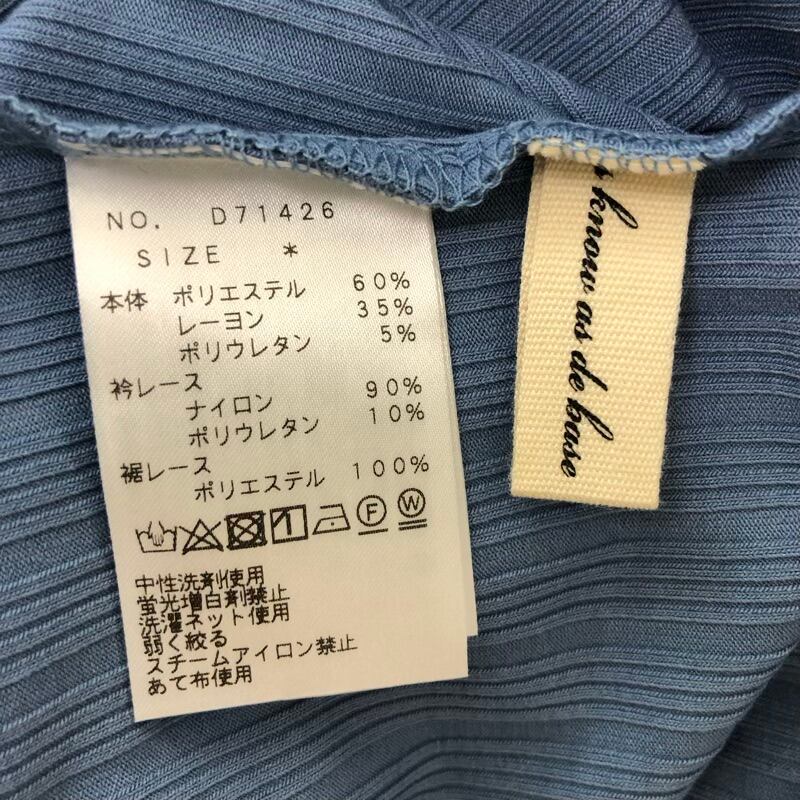 NO. D71426
SIZE *
本体 ポリエステル 60%
レーヨン 35%
ポリウレタン 5%
衿レース
ナイロン 90%
ポリウレタン 10%
裾レース
ポリエステル 100%
F W
中性洗剤使用
蛍光増白剤禁止
洗濯ネット使用
弱く絞る
スチームアイロン禁止
あて布使用
know as de base